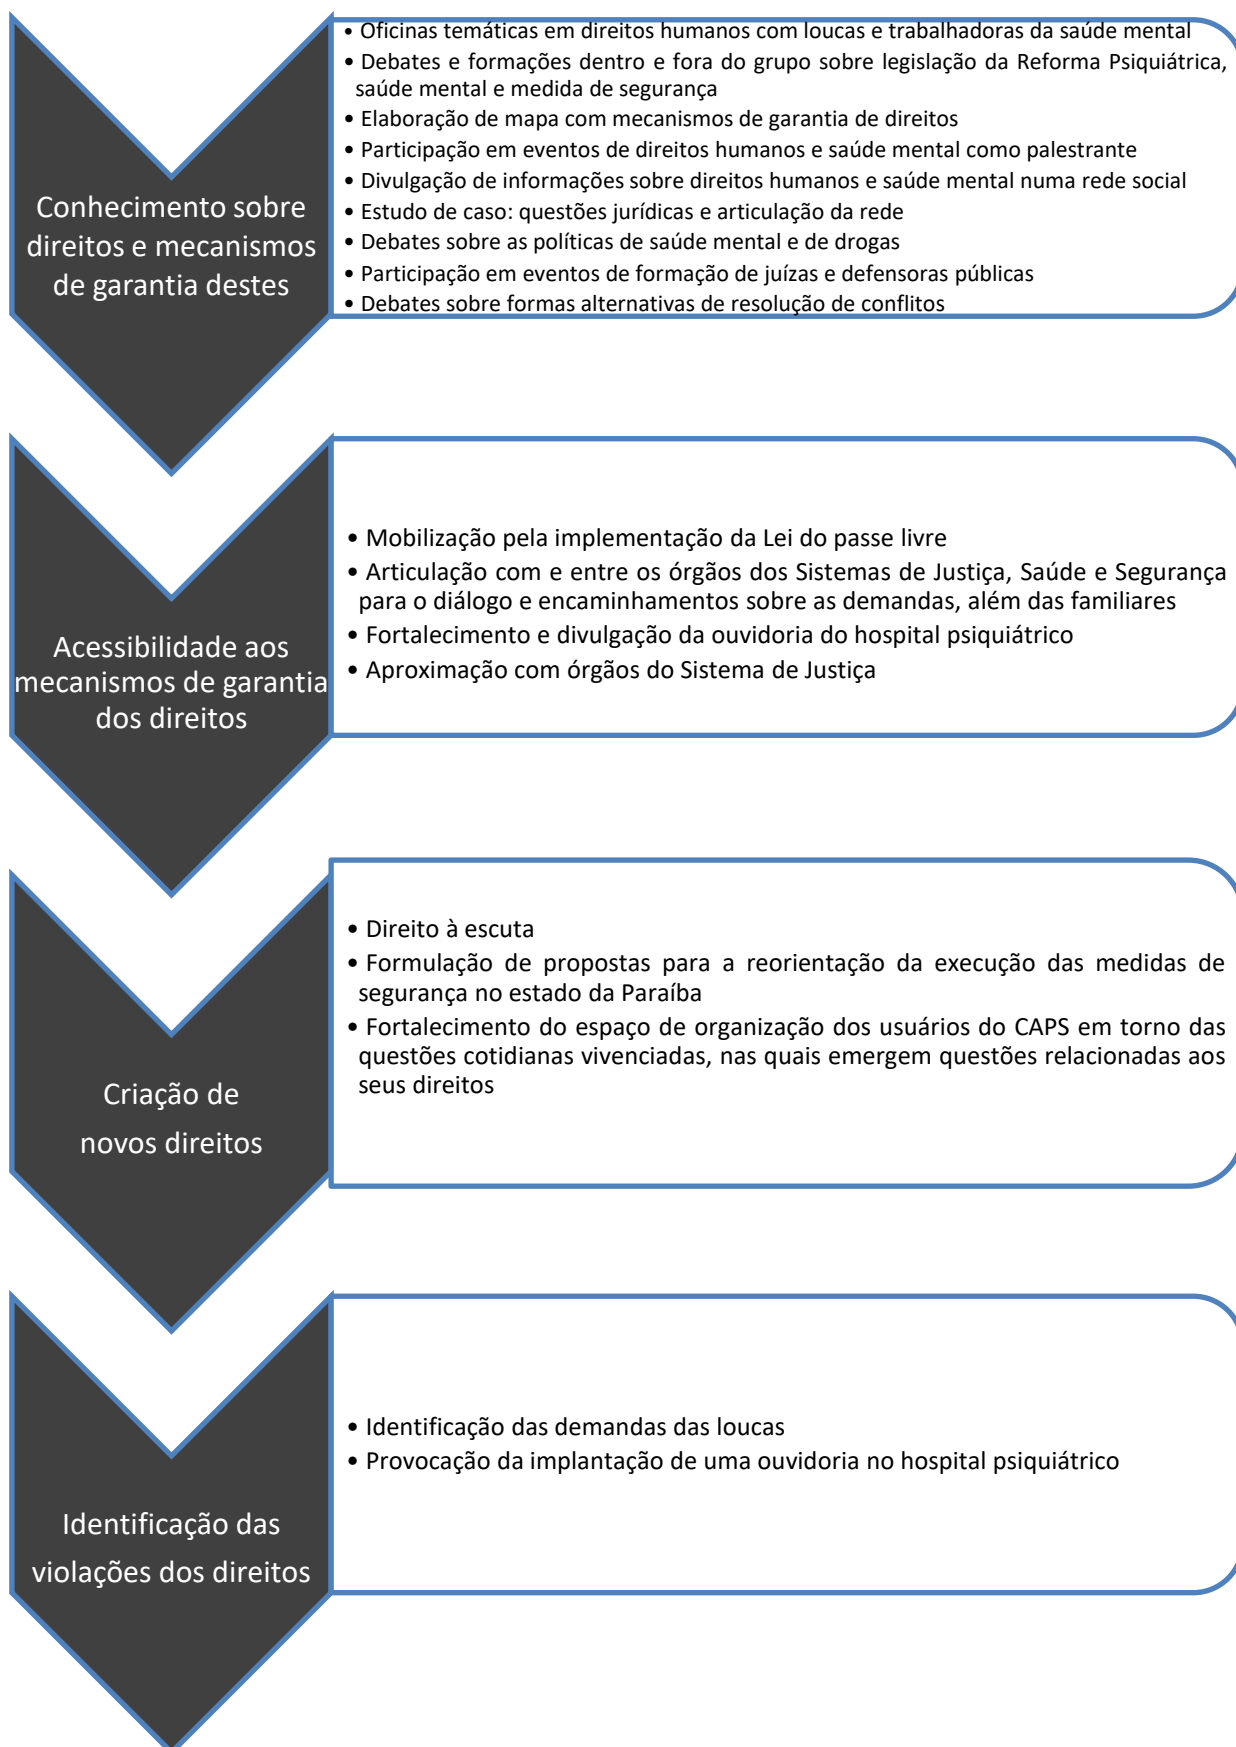 Conhecimento sobre
direitos e mecanismos
de garantia destes
• Oficinas temáticas em direitos humanos com loucas e trabalhadoras da saúde mental
• Debates e formações dentro e fora do grupo sobre legislação da Reforma Psiquiátrica,
saúde mental e medida de segurança
• Elaboração de mapa com mecanismos de garantia de direitos
• Participação em eventos de direitos humanos e saúde mental como palestrante
• Divulgação de informações sobre direitos humanos e saúde mental numa rede social
• Estudo de caso: questões jurídicas e articulação da rede
• Debates sobre as políticas de saúde mental e de drogas
• Participação em eventos de formação de juízas e defensoras públicas
• Debates sobre formas alternativas de resolução de conflitos
Acessibilidade aos
mecanismos de garantia
dos direitos
• Mobilização pela implementação da Lei do passe livre
• Articulação com e entre os órgãos dos Sistemas de Justiça, Saúde e Segurança
para o diálogo e encaminhamentos sobre as demandas, além das familiares
• Fortalecimento e divulgação da ouvidoria do hospital psiquiátrico
• Aproximação com órgãos do Sistema de Justiça
Criação de
novos direitos
• Direito à escuta
• Formulação de propostas para a reorientação da execução das medidas de
segurança no estado da Paraíba
• Fortalecimento do espaço de organização dos usuários do CAPS em torno das
questões cotidianas vivenciadas, nas quais emergem questões relacionadas aos
seus direitos
Identificação das
violações dos direitos
• Identificação das demandas das loucas
• Provocação da implantação de uma ouvidoria no hospital psiquiátrico